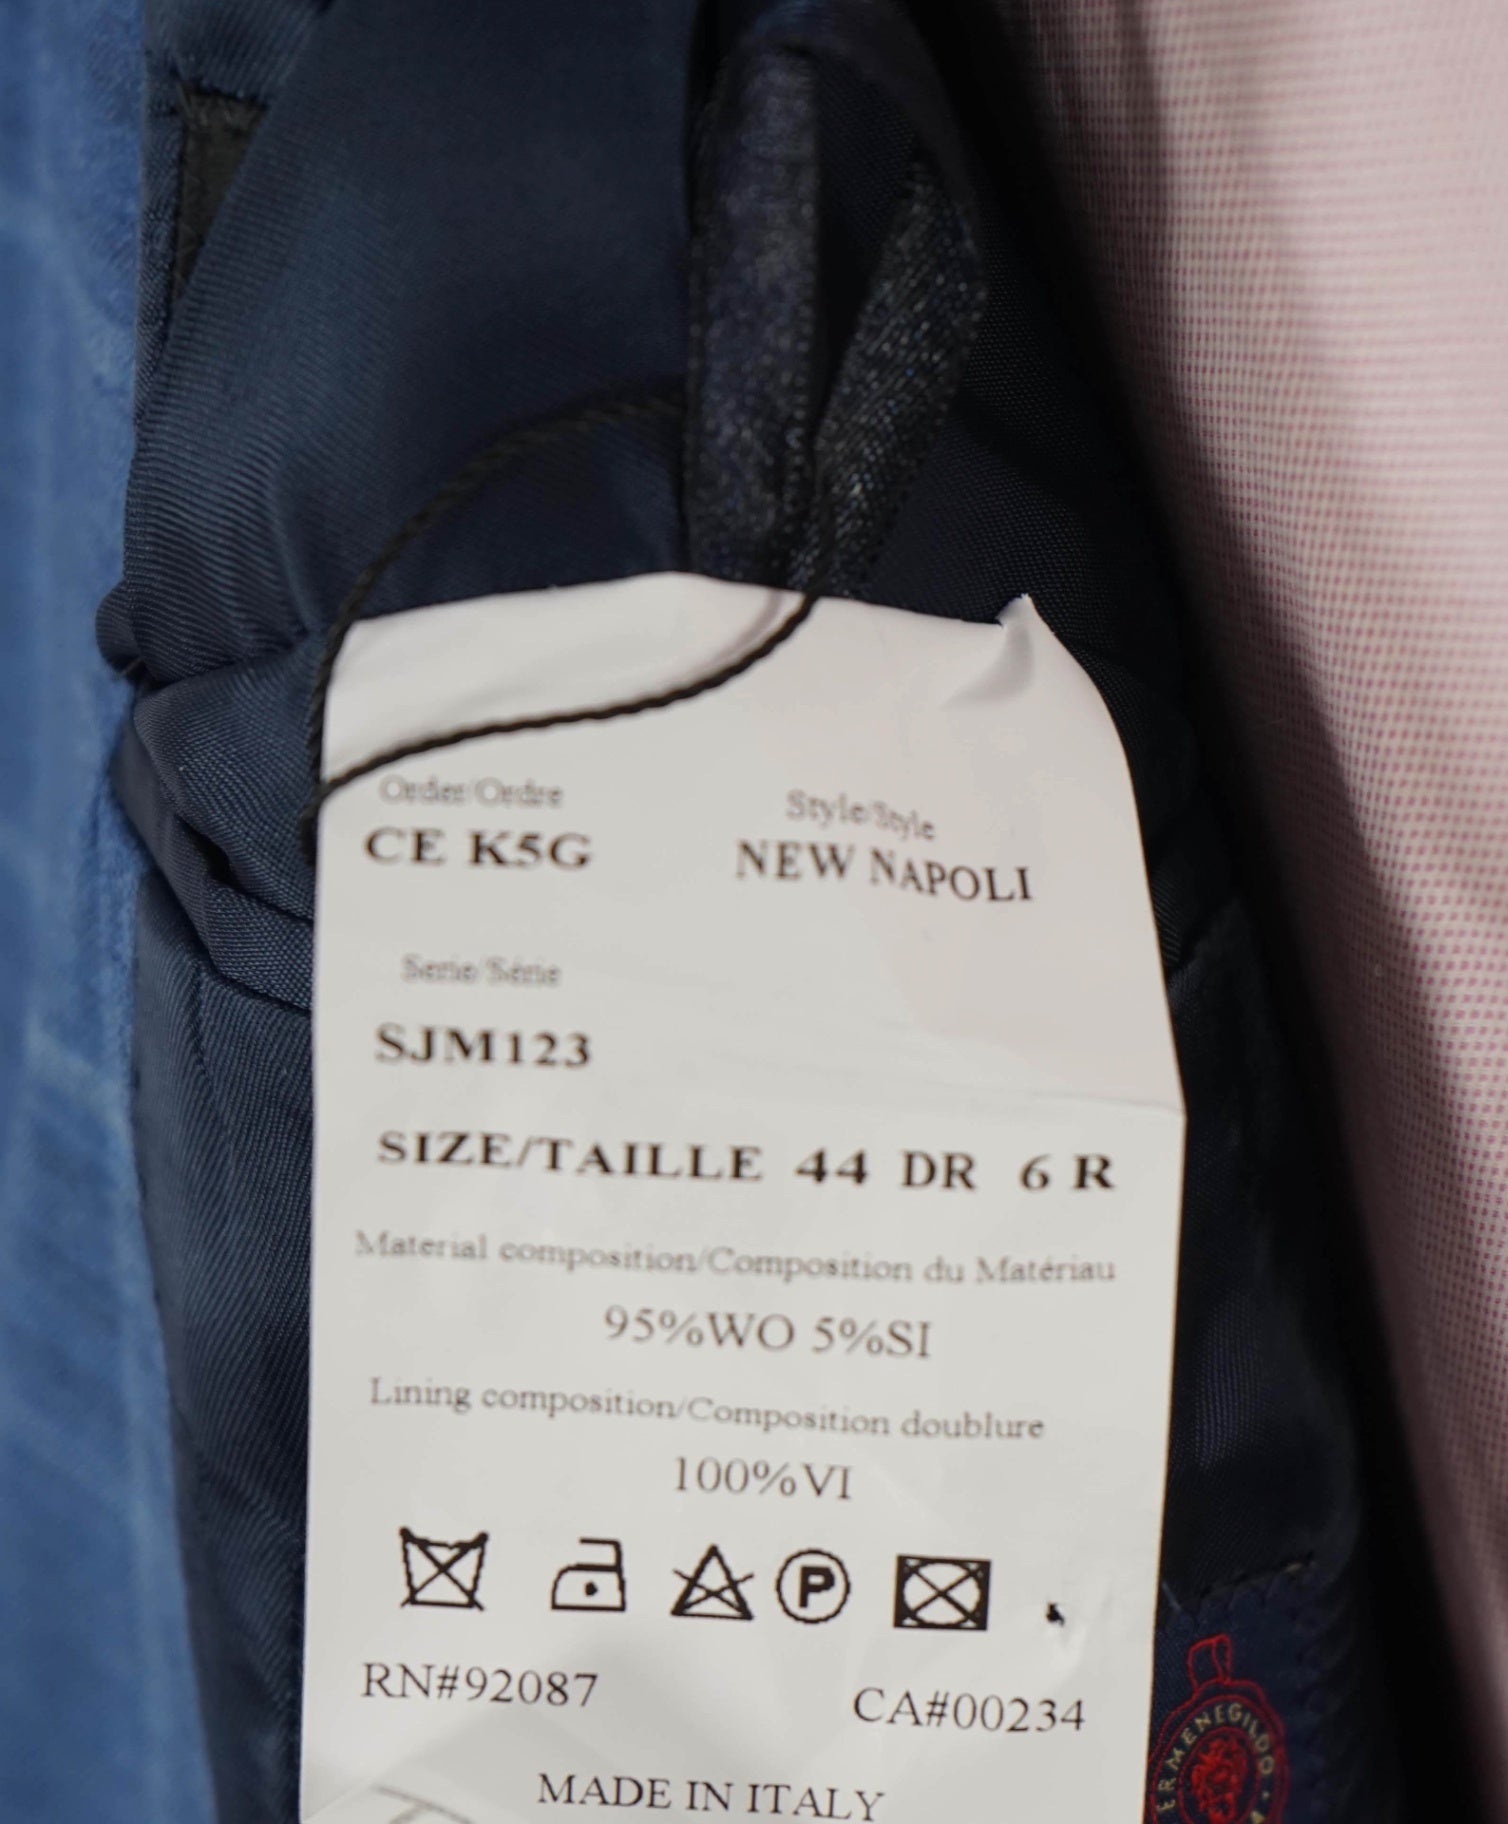 Order/Ordre
Style/Style
CE K5G
NEW NAPOLI
Serie/Série
SJM123
SIZE/TAILLE 44 DR 6 R
Material composition/Composition du Matériau
95%WO 5%SI
Lining composition/Composition doublure
100%VI
P
RN#92087
CA#00234
MADE IN ITALY
ERMENEGILDO